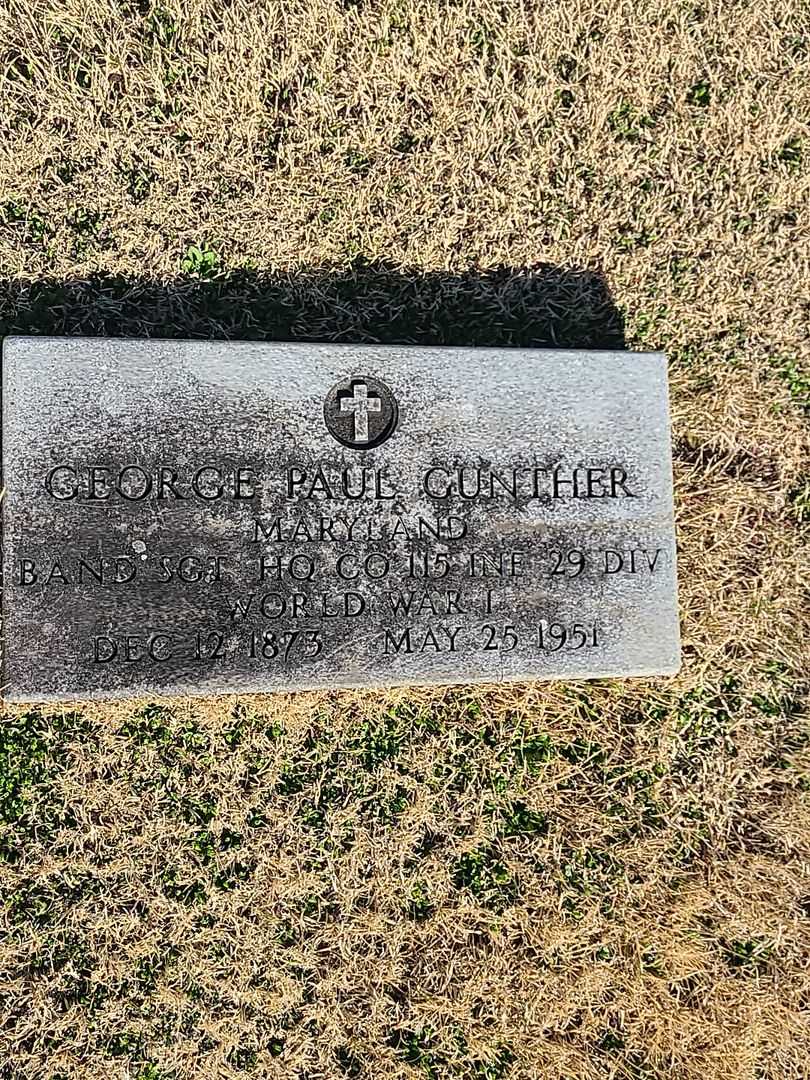 GEORGE PAUL GUNTHER
MARYLAND
BAND SGT HQ CO 115 INF 29 DIV
WORLD WAR I
DEC 12 1873 MAY 25 1951